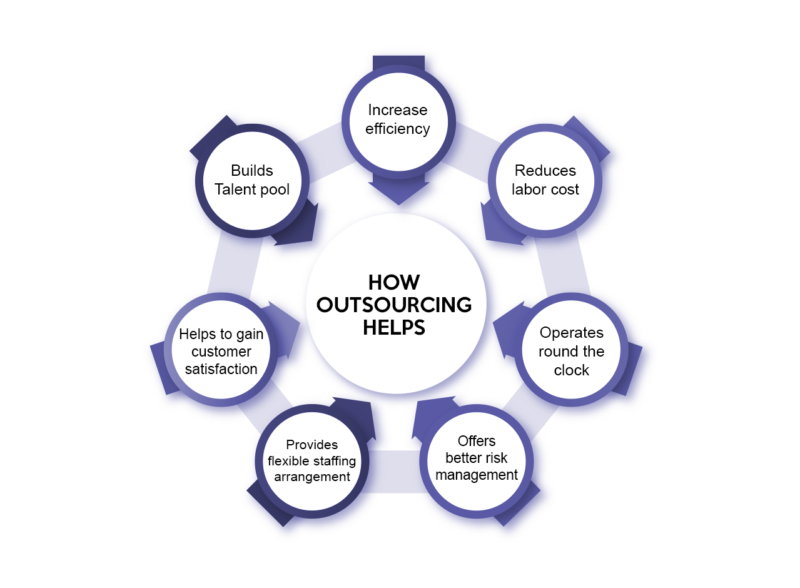 Increase
efficiency
Reduces
labor cost
Operates
round the
clock
Offers
better risk
management
Provides
flexible staffing
arrangement
Helps to gain
customer
satisfaction
Builds
Talent pool
HOW
OUTSOURCING
HELPS